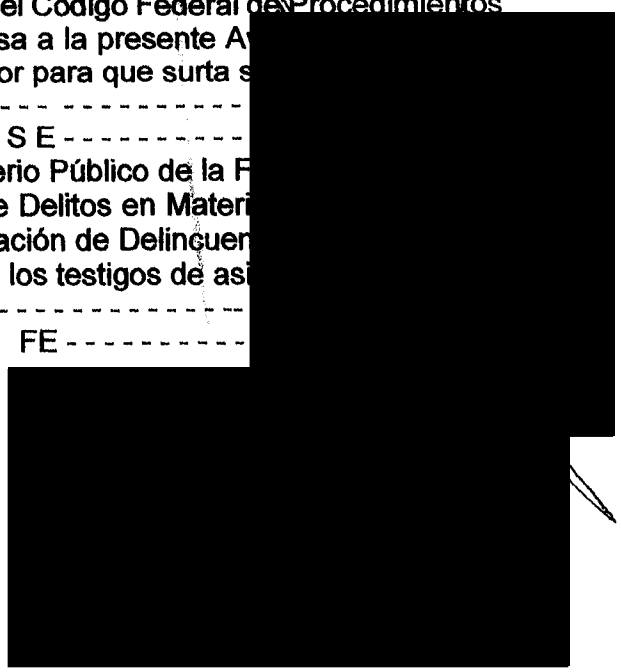 el Código Federal de Procedimientos
sa a la presente Av
or para que surta s
- - - - - - - - - - - - -
S E - - - - - - - - - -
erio Público de la F
e Delitos en Materi
ación de Delincuen
los testigos de asi
- - - - - - - - - - - - -
FE - - - - - - - - - -